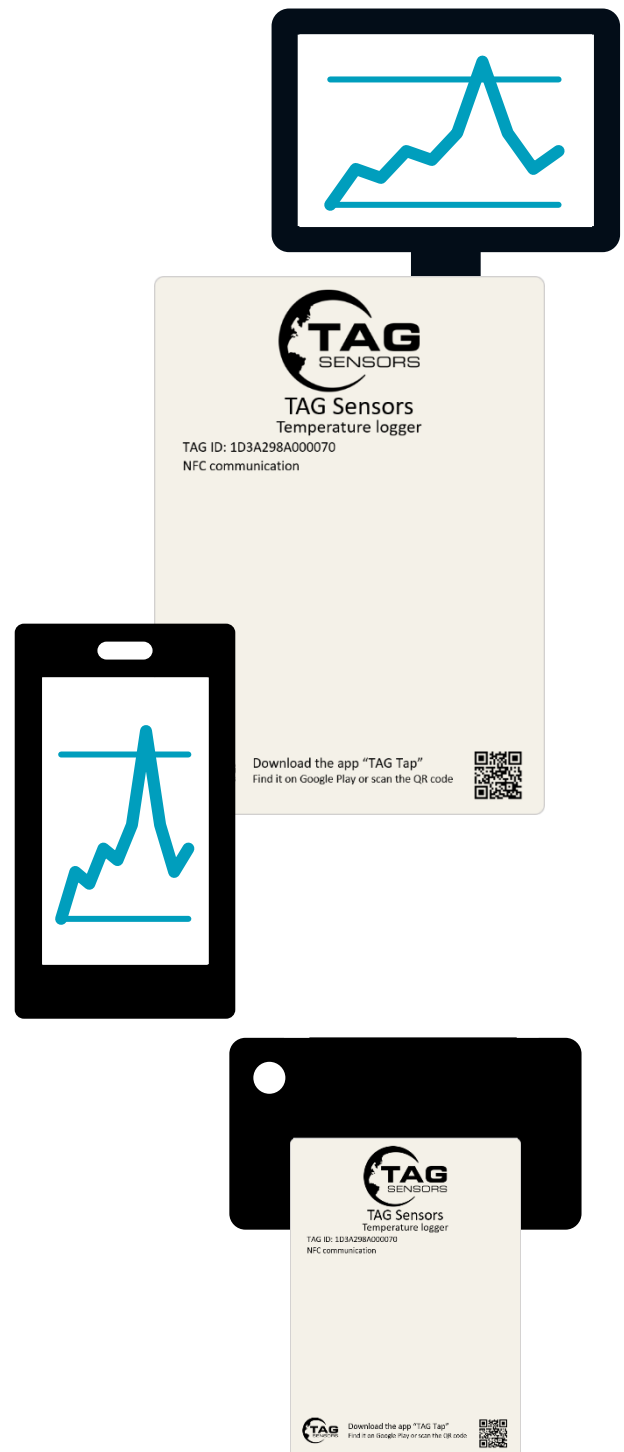 TAG
SENSORS
TAG Sensors
Temperature logger
TAG ID: 1D3A298A000070
NFC communication
Download the app “TAG Tap”
Find it on Google Play or scan the QR code
TAG
SENSORS
TAG Sensors
Temperature logger
TAG ID: 1D3A298A000070
NFC communication
TAG
SENSORS
Download the app “TAG Tap”
Find it on Google Play or scan the QR code